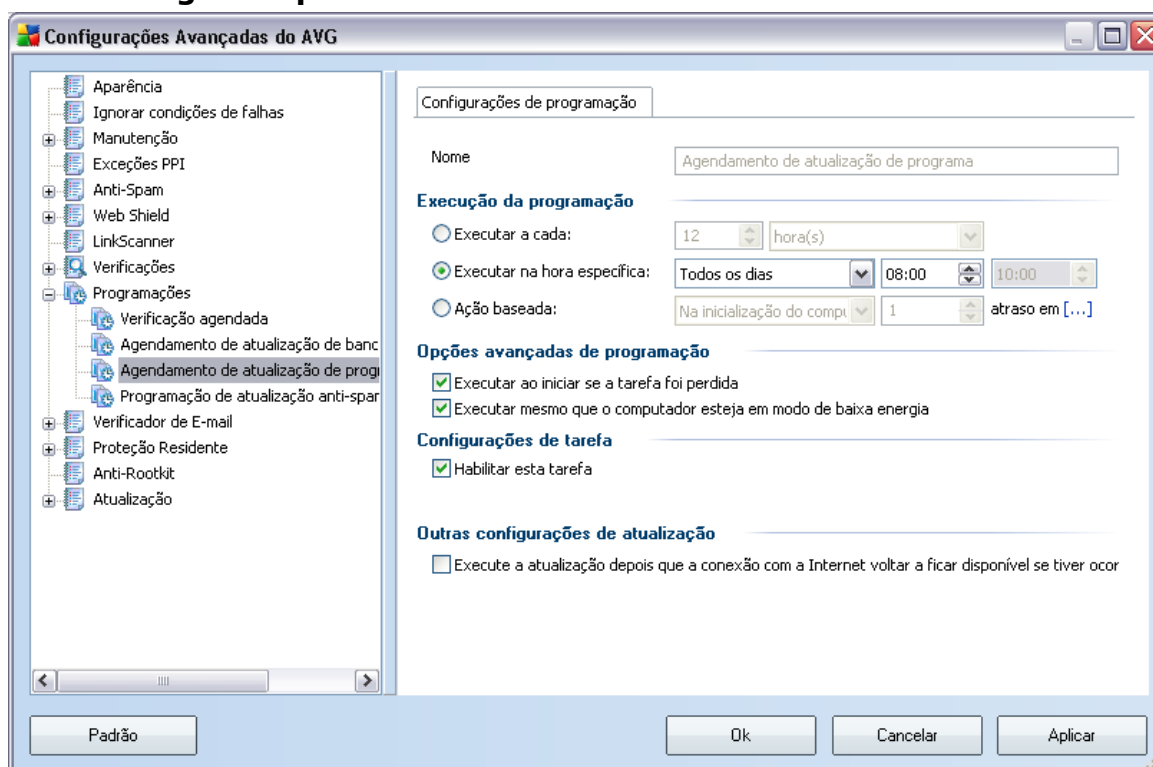 Configurações Avançadas do AVG
Aparência
Ignorar condições de falhas
Manutenção
Exceções PPI
Anti-Spam
Web Shield
LinkScanner
Verificações
Programações
Verificação agendada
Agendamento de atualização de banc
Agendamento de atualização de progr
Programação de atualização anti-spar
Verificador de E-mail
Proteção Residente
Anti-Rootkit
Atualização
Configurações de programação
Nome Agendamento de atualização de programa
Execução da programação
Executar a cada: 12 hora(s)
Executar na hora específica: Todos os dias 08:00 10:00
Ação baseada: Na inicialização do compu 1 atraso em [...]
Opções avançadas de programação
Executar ao iniciar se a tarefa foi perdida
Executar mesmo que o computador esteja em modo de baixa energia
Configurações de tarefa
Habilitar esta tarefa
Outras configurações de atualização
Execute a atualização depois que a conexão com a Internet voltar a ficar disponível se tiver ocor
Padrão Ok Cancelar Aplicar